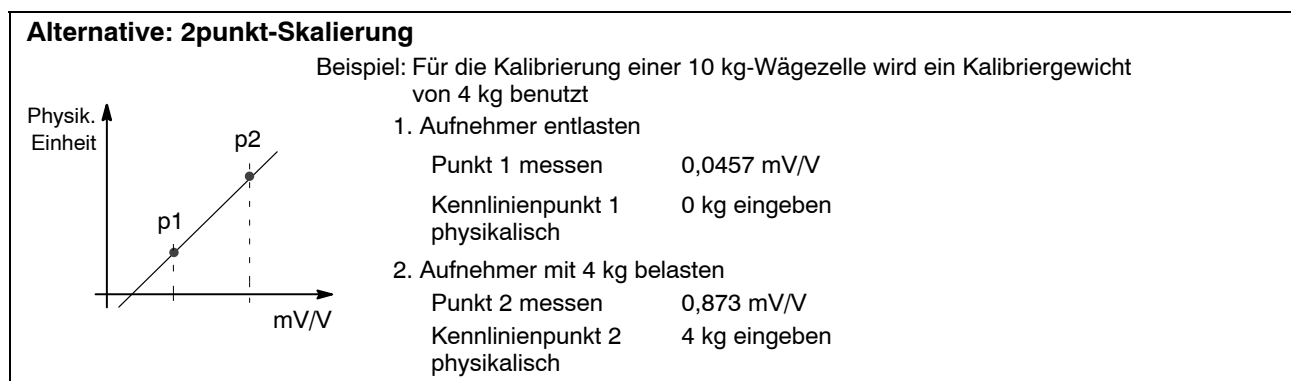 Alternative: 2punkt-Skalierung
Beispiel: Für die Kalibrierung einer 10 kg-Wägezelle wird ein Kalibriergewicht
von 4 kg benutzt
Physik.
Einheit
p2
p1
mV/V
1. Aufnehmer entlasten
Punkt 1 messen 0,0457 mV/V
Kennlinienpunkt 1 0 kg eingeben
physikalisch
2. Aufnehmer mit 4 kg belasten
Punkt 2 messen 0,873 mV/V
Kennlinienpunkt 2 4 kg eingeben
physikalisch